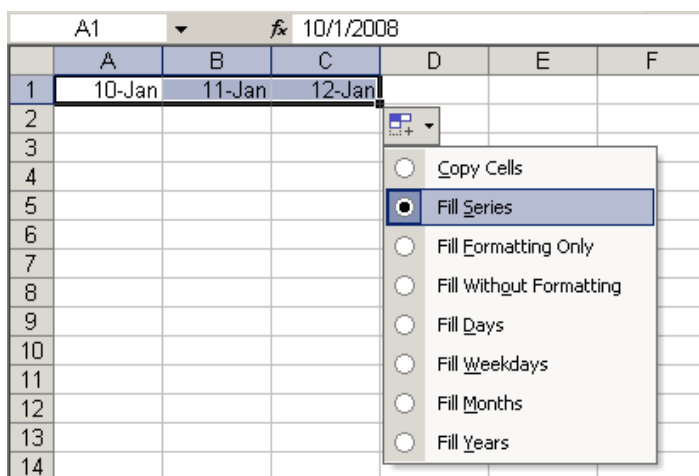 A1 fx 10/1/2008
A B C D E F
1 10-Jan 11-Jan 12-Jan
2
3
Copy Cells
4
5 Fill Series
6 Fill Formatting Only
7
8 Fill Without Formatting
9 Fill Days
10 Fill Weekdays
11
12 Fill Months
13 Fill Years
14